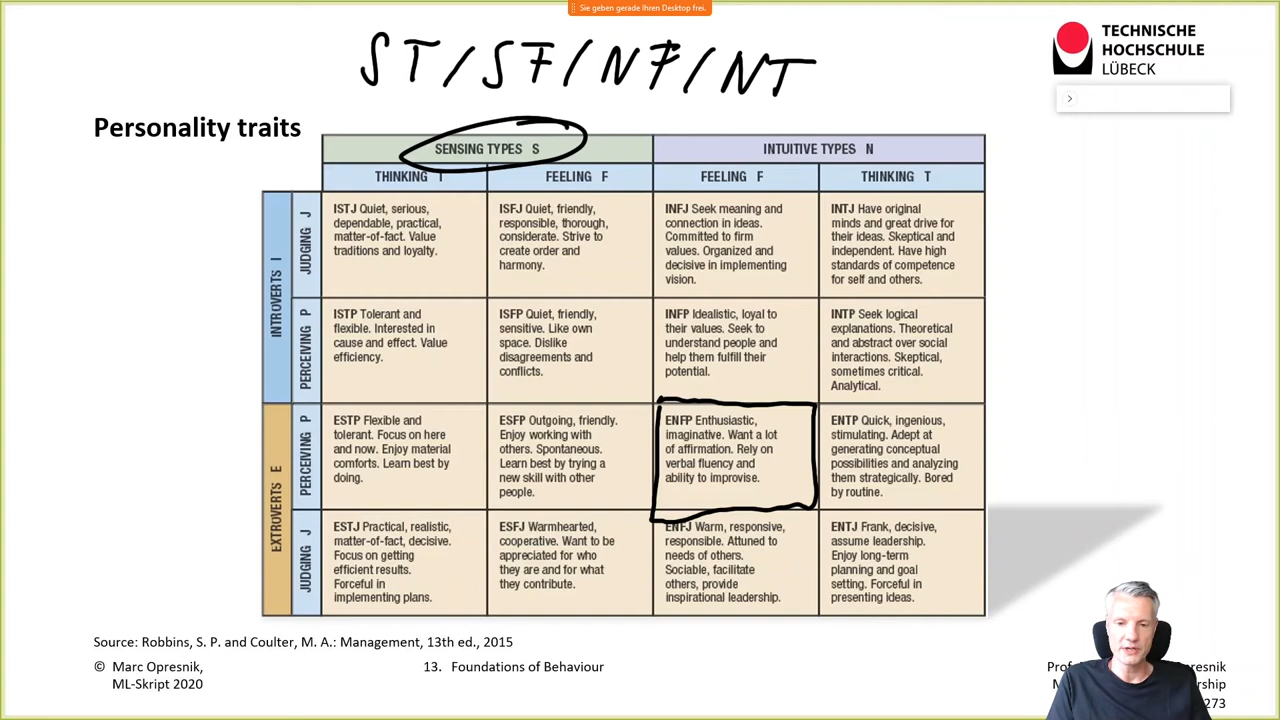 Sie geben gerade Ihren Desktop frei.
ST/SF/NF/NT
TECHNISCHE
HOCHSCHULE
LÜBECK
Personality traits
SENSING TYPES S
INTUITIVE TYPES N
THINKING T
FEELING F
FEELING F
THINKING T
INTROVERTS I
JUDGING J
ISTJ Quiet, serious,
dependable, practical,
matter-of-fact. Value
traditions and loyalty.
ISFJ Quiet, friendly,
responsible, thorough,
considerate. Strive to
create order and
harmony.
INFJ Seek meaning and
connection in ideas.
Committed to firm
values. Organized and
decisive in implementing
vision.
INTJ Have original
minds and great drive for
their ideas. Skeptical and
independent. Have high
standards of competence
for self and others.
PERCEIVING P
ISTP Tolerant and
flexible. Interested in
cause and effect. Value
efficiency.
ISFP Quiet, friendly,
sensitive. Like own
space. Dislike
disagreements and
conflicts.
INFP Idealistic, loyal to
their values. Seek to
understand people and
help them fulfill their
potential.
INTP Seek logical
explanations. Theoretical
and abstract over social
interactions. Skeptical,
sometimes critical.
Analytical.
EXTROVERTS E
PERCEIVING P
ESTP Flexible and
tolerant. Focus on here
and now. Enjoy material
comforts. Learn best by
doing.
ESFP Outgoing, friendly.
Enjoy working with
others. Spontaneous.
Learn best by trying a
new skill with other
people.
ENFP Enthusiastic,
imaginative. Want a lot
of affirmation. Rely on
verbal fluency and
ability to improvise.
ENTP Quick, ingenious,
stimulating. Adept at
generating conceptual
possibilities and analyzing
them strategically. Bored
by routine.
JUDGING J
ESTJ Practical, realistic,
matter-of-fact, decisive.
Focus on getting
efficient results.
Forceful in
implementing plans.
ESFJ Warmhearted,
cooperative. Want to be
appreciated for who
they are and for what
they contribute.
ENFJ Warm, responsive,
responsible. Attuned to
needs of others.
Sociable, facilitate
others, provide
inspirational leadership.
ENTJ Frank, decisive,
assume leadership.
Enjoy long-term
planning and goal
setting. Forceful in
presenting ideas.
Source: Robbins, S. P. and Coulter, M. A.: Management, 13th ed., 2015
© Marc Opresnik,
ML-Skript 2020
13. Foundations of Behaviour
273